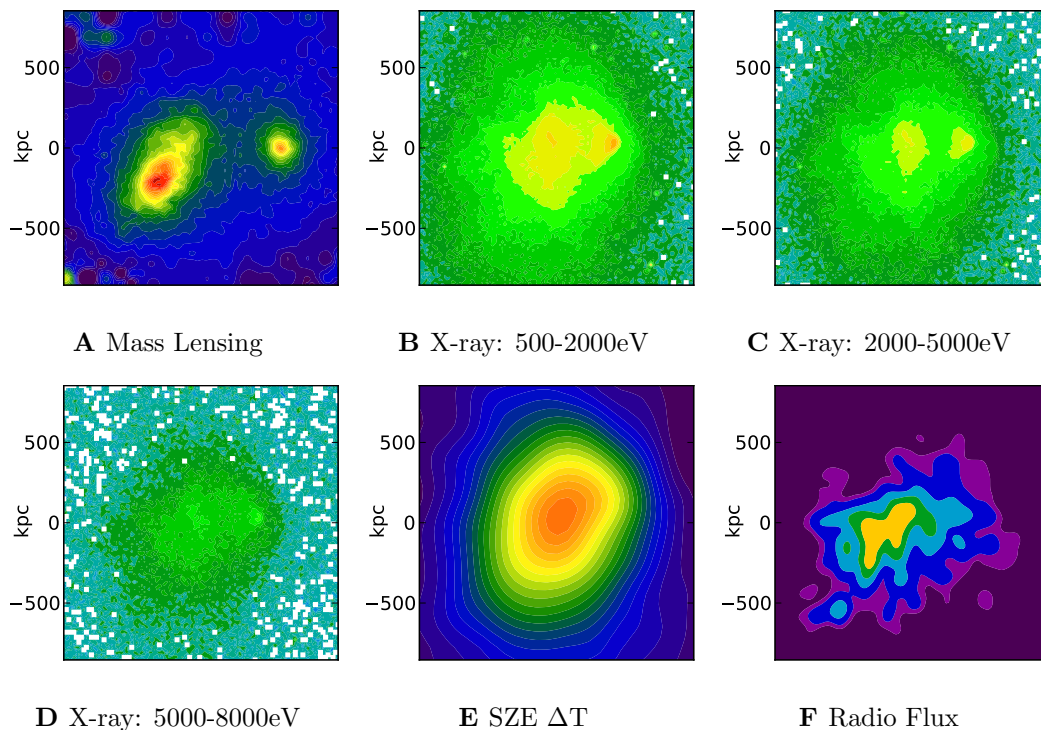 500
0
−500
kpc
kpc
kpc
500
0
−500
500
0
−500
A Mass Lensing
B X-ray: 500-2000eV
C X-ray: 2000-5000eV
500
0
−500
kpc
kpc
kpc
500
0
−500
500
0
−500
D X-ray: 5000-8000eV
E SZE ΔT
F Radio Flux